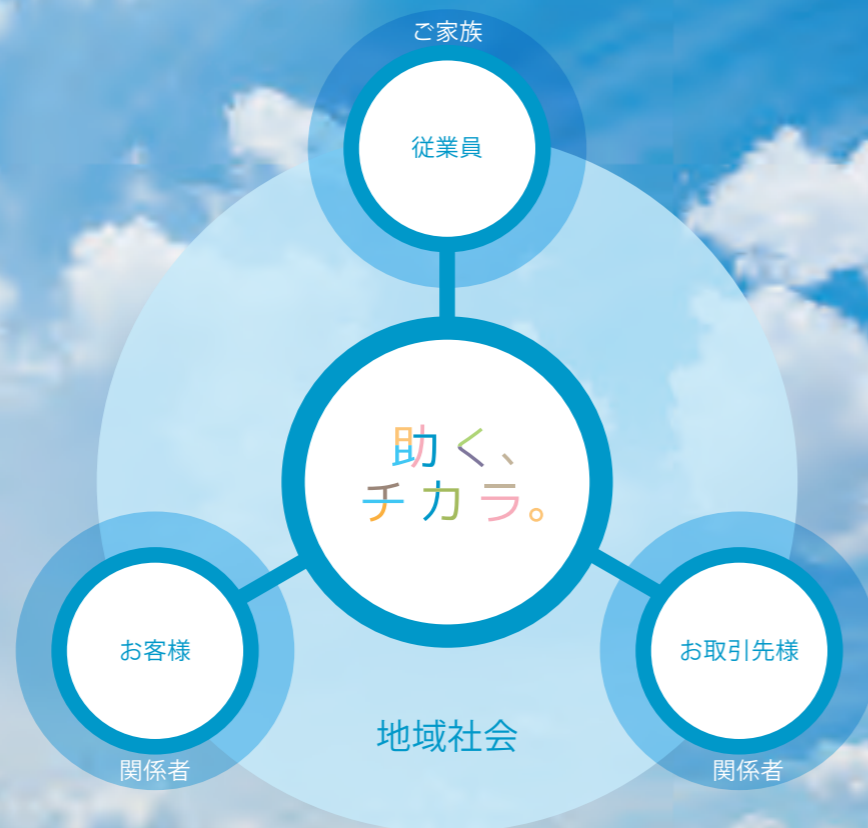 ご家族
従業員
助く、
チカラ。
お客様
お取引先様
地域社会
関係者
関係者